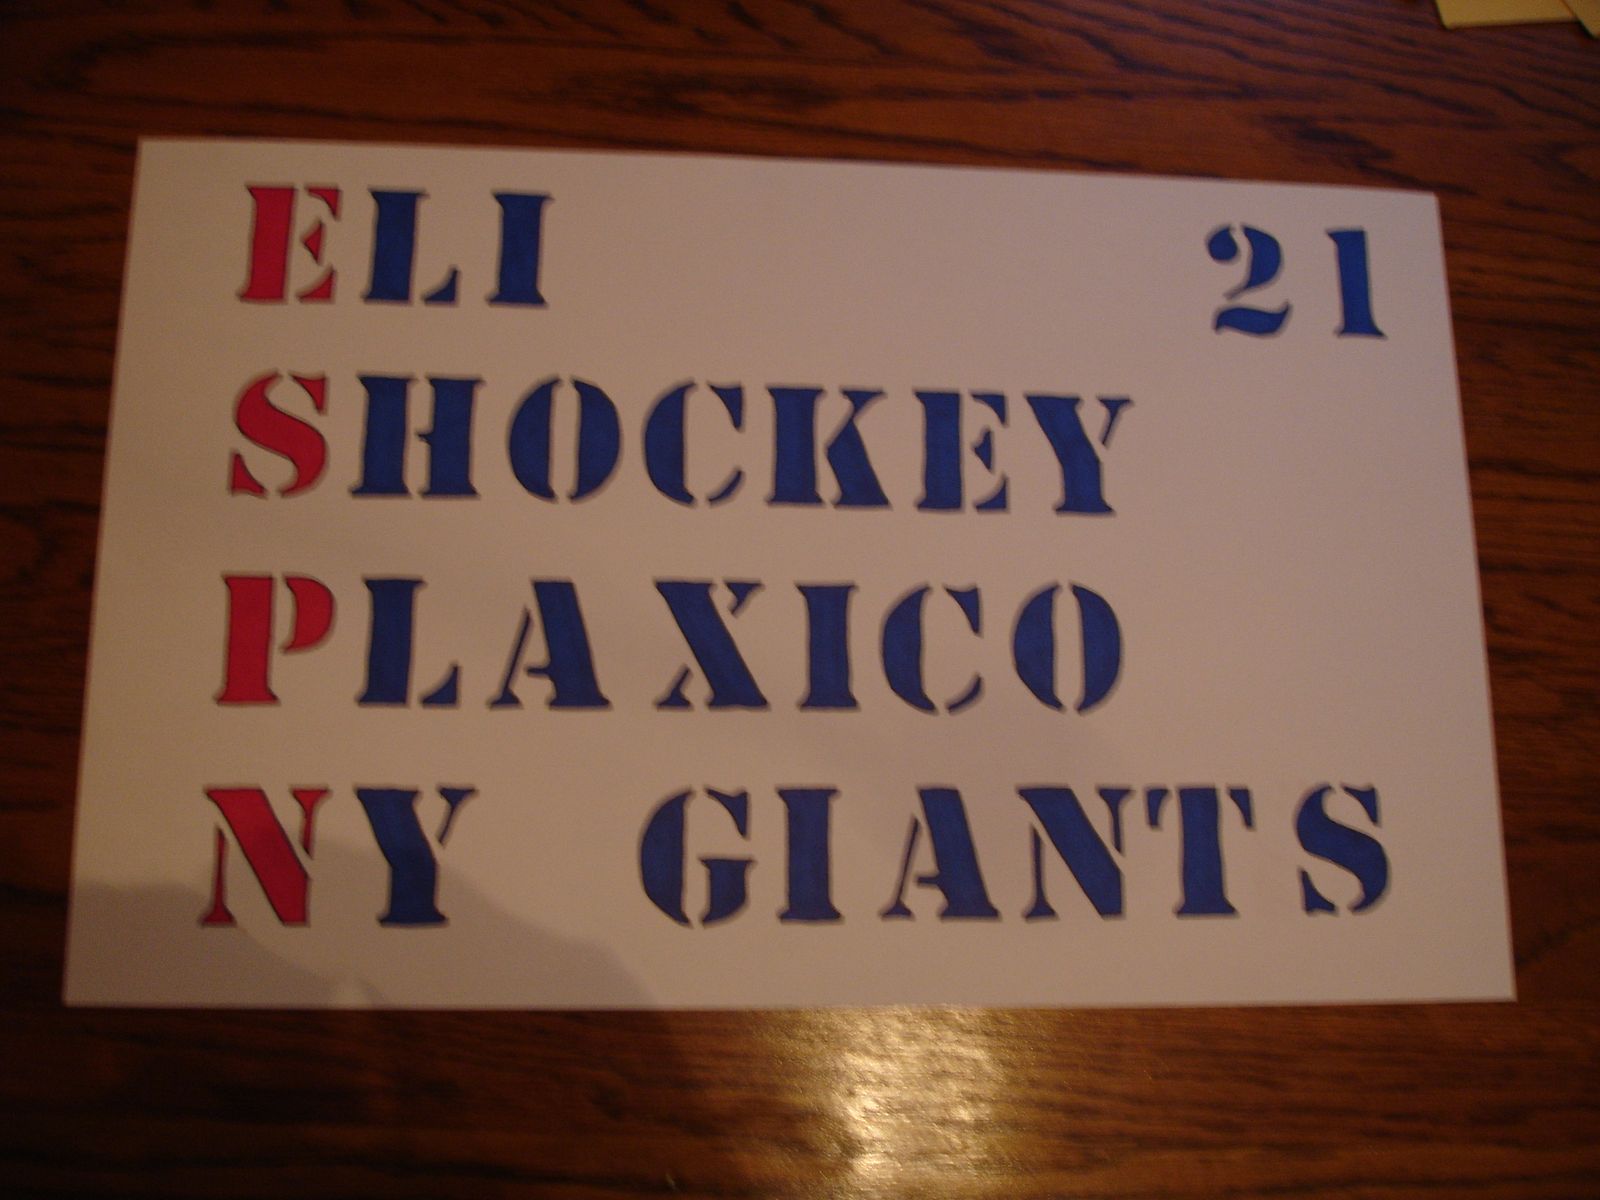 ELI 21
SHOCKEY
PLAXICO
NY GIANTS